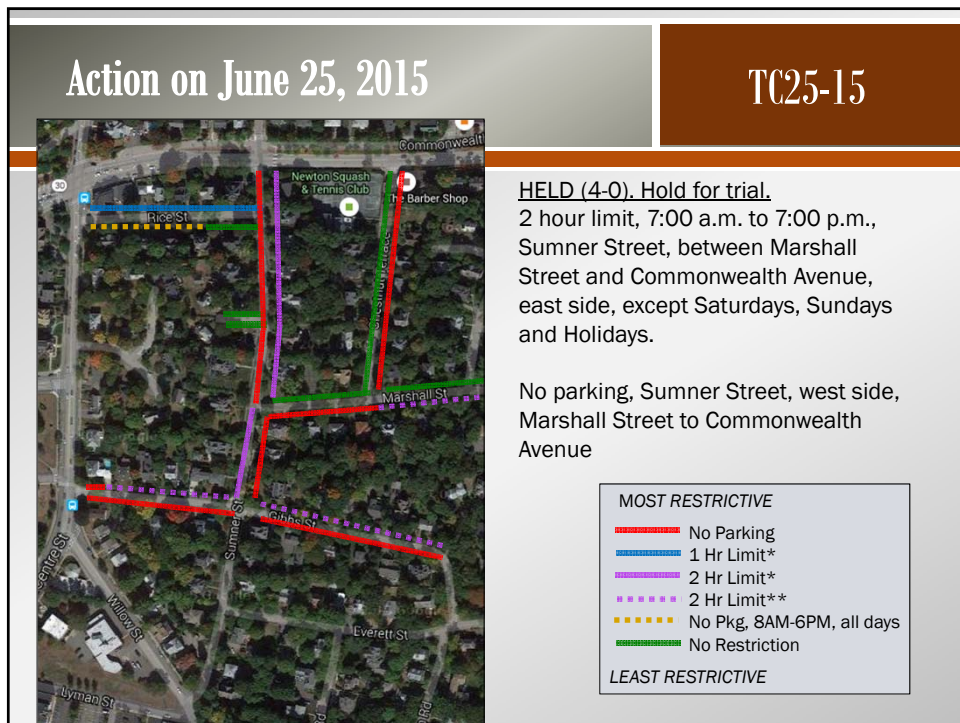 Action on June 25, 2015
TC25-15
Commonwealt
30
Newton Squash
& Tennis Club
The Barber Shop
Rice St
Chestnut Terrace
Marshall St
Gibbs St
Sumner St
Centre St
Willow St
Everett St
Lyman St
Rd
HELD (4-0). Hold for trial.
2 hour limit, 7:00 a.m. to 7:00 p.m.,
Sumner Street, between Marshall
Street and Commonwealth Avenue,
east side, except Saturdays, Sundays
and Holidays.
No parking, Sumner Street, west side,
Marshall Street to Commonwealth
Avenue
MOST RESTRICTIVE
No Parking
1 Hr Limit*
2 Hr Limit*
2 Hr Limit**
No Pkg, 8AM-6PM, all days
No Restriction
LEAST RESTRICTIVE